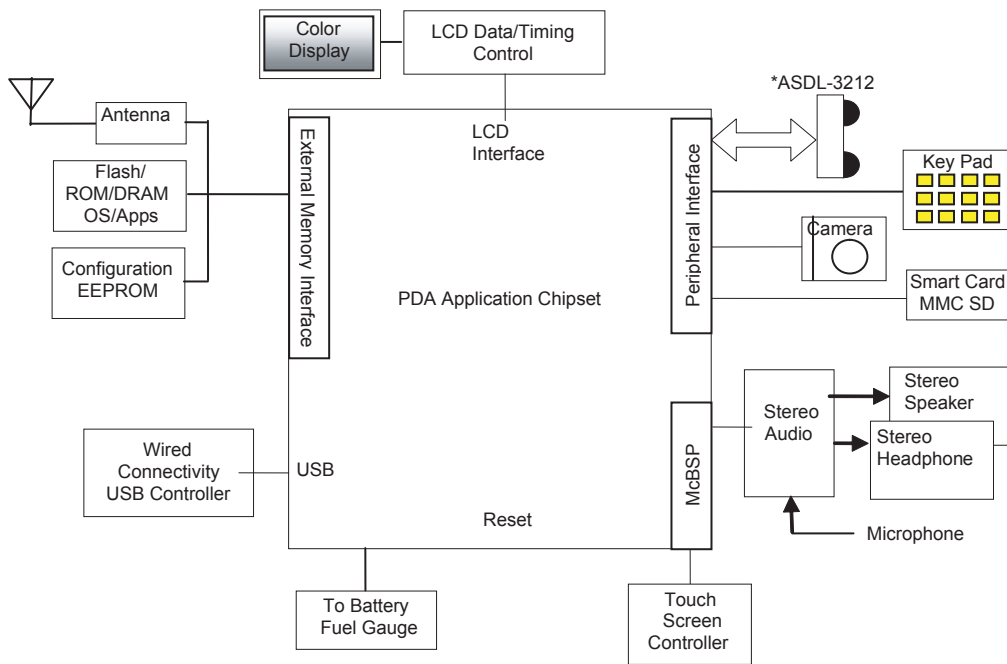 Color
Display
LCD Data/Timing
Control
*ASDL-3212
Antenna
External Memory Interface
LCD
Interface
Peripheral Interface
Key Pad
Flash/
ROM/DRAM
OS/Apps
Camera
Configuration
EEPROM
PDA Application Chipset
Smart Card
MMC SD
Stereo
Audio
Stereo
Speaker
Stereo
Headphone
Wired
Connectivity
USB Controller
USB
McBSP
Reset
Microphone
To Battery
Fuel Gauge
Touch
Screen
Controller